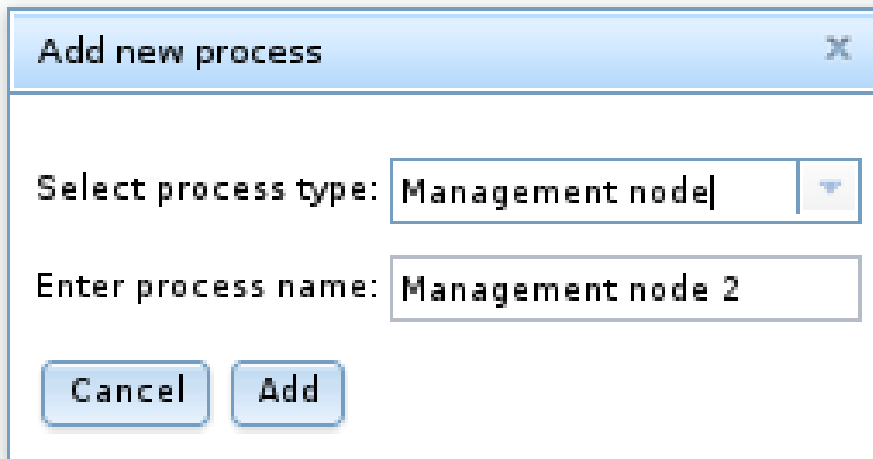 Add new process
Select process type: Management node
Enter process name: Management node 2
Cancel Add